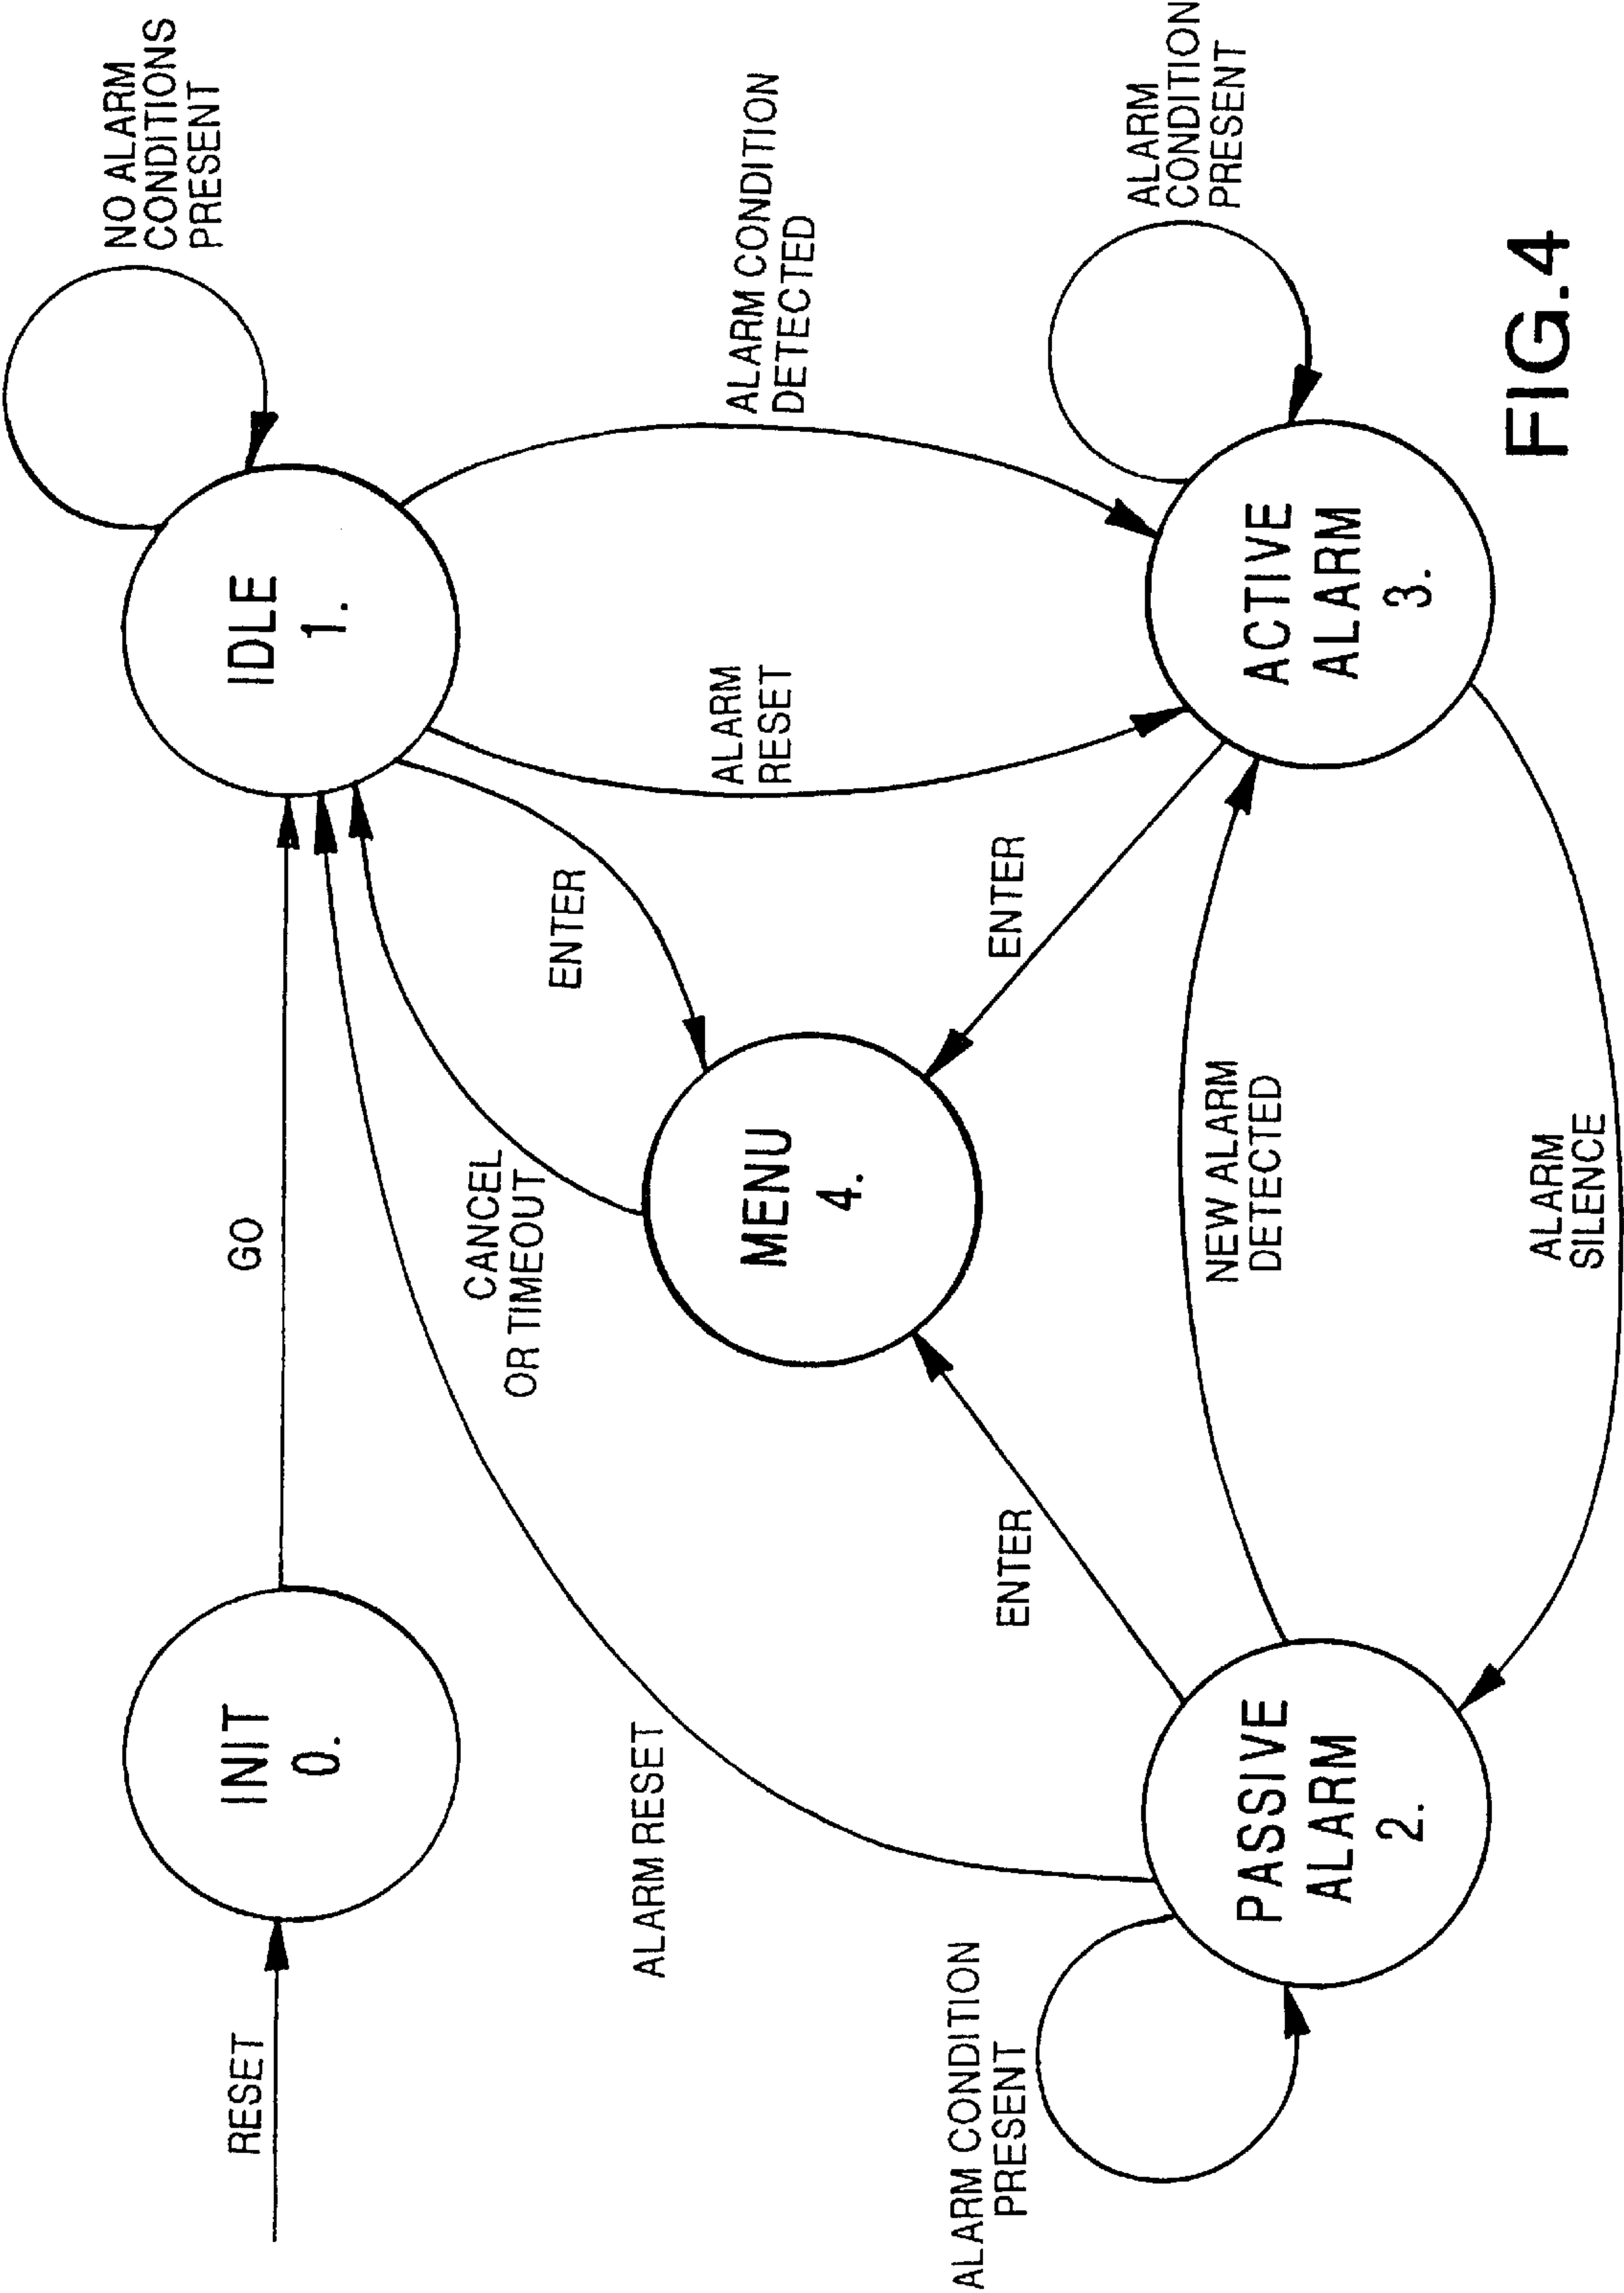 RESET
INIT
0.
GO
IDLE
1.
NO ALARM
CONDITIONS
PRESENT
CANCEL
OR TIMEOUT
ENTER
ALARM RESET
MENU
4.
ALARM
RESET
ALARM CONDITION
DETECTED
ENTER
ENTER
ALARM CONDITION
PRESENT
PASSIVE
ALARM
2.
NEW ALARM
DETECTED
ACTIVE
ALARM
3.
ALARM
CONDITION
PRESENT
ALARM
SILENCE
FIG.4